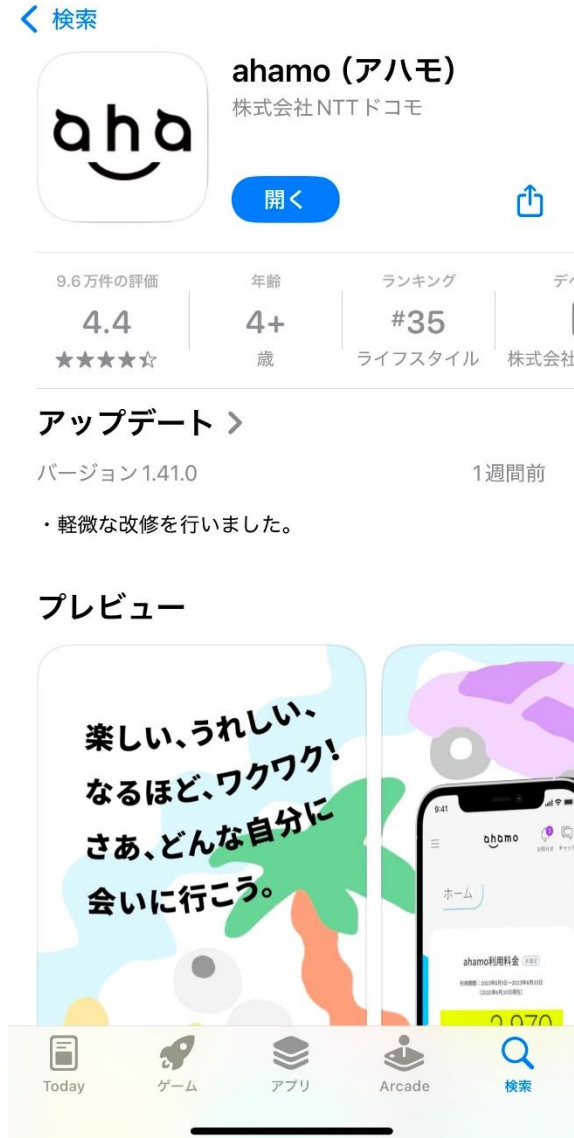 検索
aha
ahamo (アハモ)
株式会社NTTドコモ
開く
9.6万件の評価
4.4
年齢
4+
歳
ランキング
#35
ライフスタイル
株式会社
アップデート
バージョン 1.41.0
1週間前
・軽微な改修を行いました。
プレビュー
楽しい、うれしい、
なるほど、ワクワク!
さあ、どんな自分に
会いに行こう。
9:41
ahamo
お知らせ
ホーム
ahamo利用料金
2,970
Today
ゲーム
アプリ
Arcade
検索